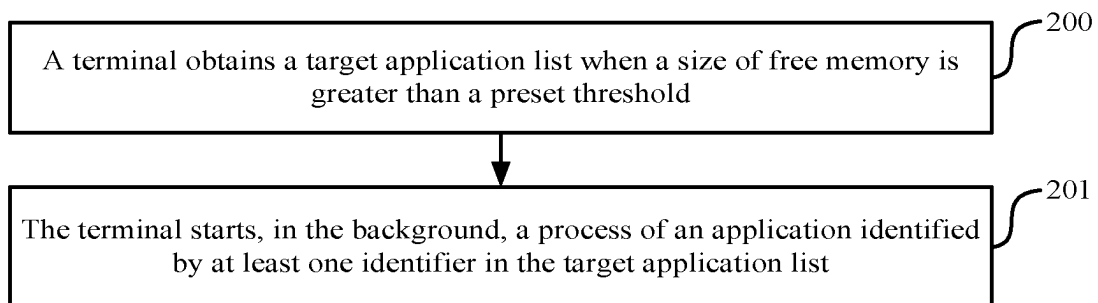 200
A terminal obtains a target application list when a size of free memory is
greater than a preset threshold
201
The terminal starts, in the background, a process of an application identified
by at least one identifier in the target application list